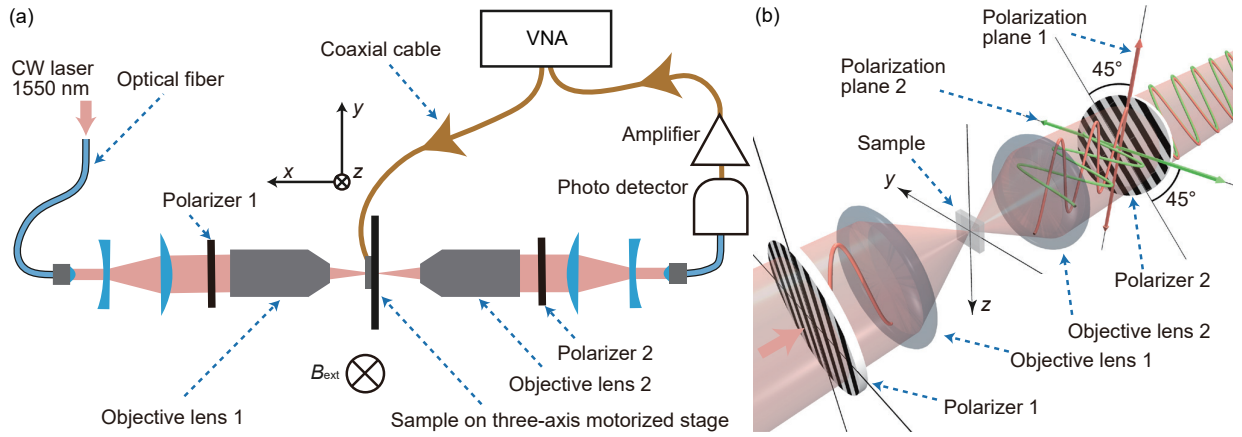 (a)
VNA
Coaxial cable
CW laser
1550 nm
Optical fiber
y
x
z
Amplifier
Photo detector
Polarizer 1
Polarizer 2
Bext
Objective lens 2
Objective lens 1
Sample on three-axis motorized stage
(b)
Polarization
plane 1
45°
Polarization
plane 2
Sample
y
45°
z
Polarizer 2
Objective lens 2
Objective lens 1
Polarizer 1